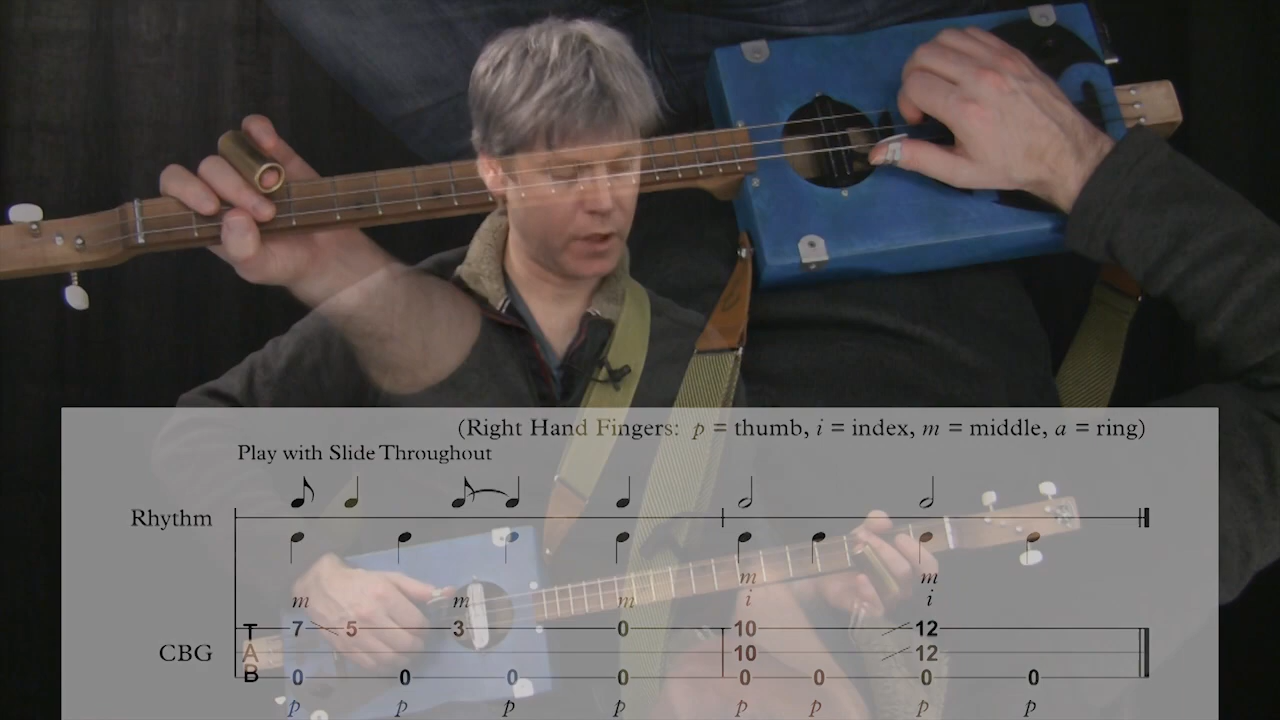 (Right Hand Fingers: p = thumb, i = index, m = middle, a = ring)
Play with Slide Throughout
Rhythm
m m m m m
i i
T 7 5 3 0 10 12
CBG A 10 12
B 0 0 0 0 0 0 0 0
p p p p p p p p